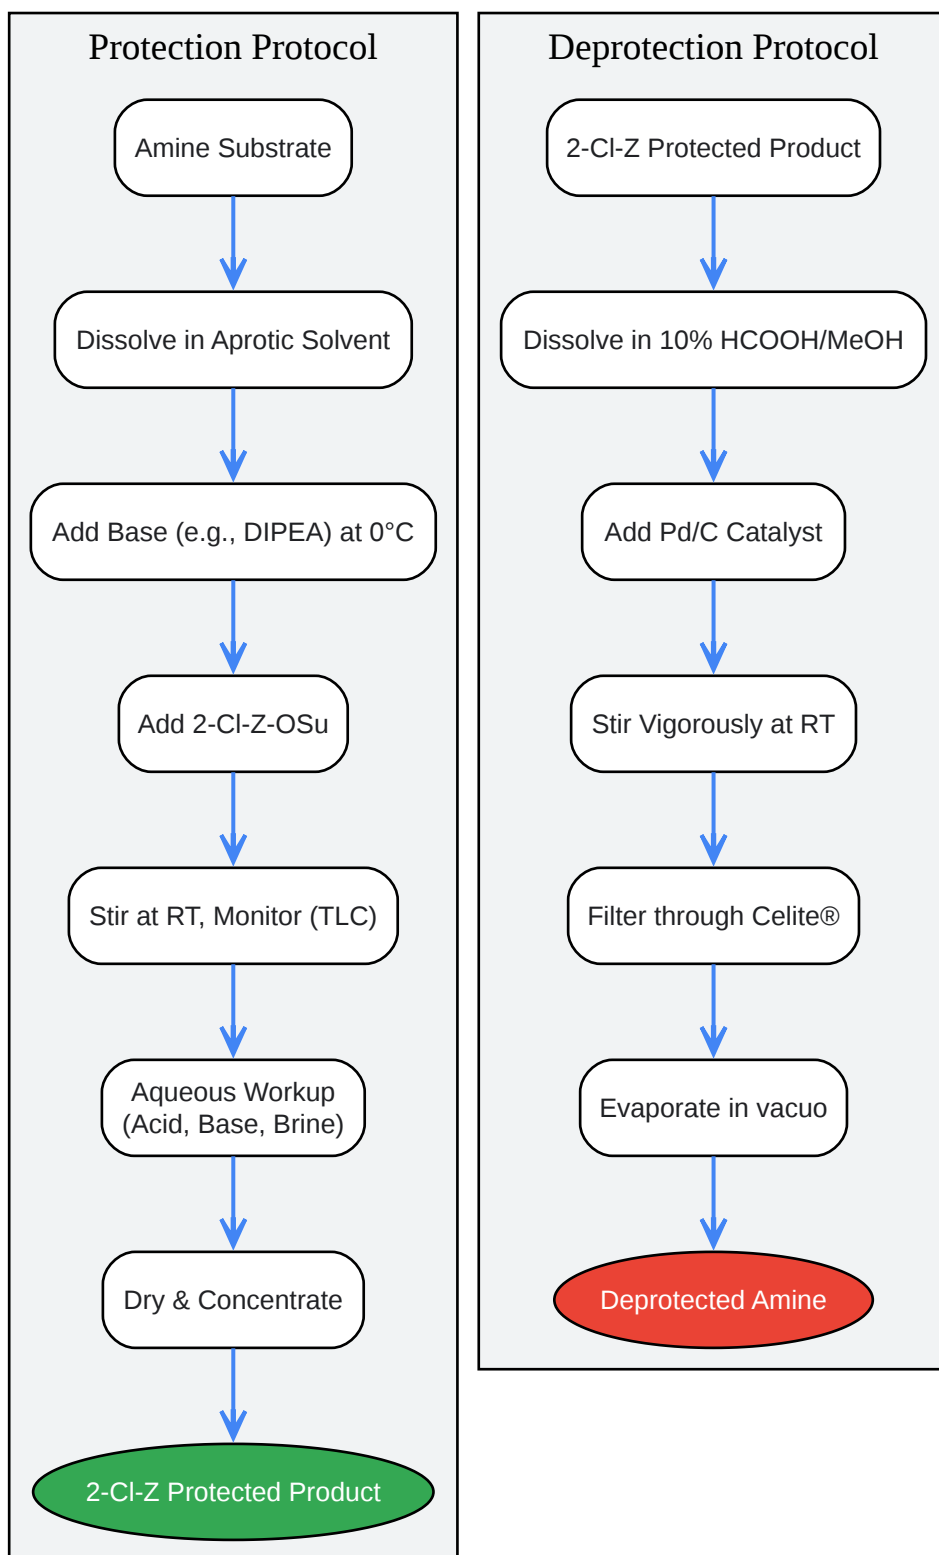 Protection Protocol
Amine Substrate
Dissolve in Aprotic Solvent
Add Base (e.g., DIPEA) at 0°C
Add 2-Cl-Z-OSu
Stir at RT, Monitor (TLC)
Aqueous Workup
(Acid, Base, Brine)
Dry & Concentrate
2-Cl-Z Protected Product
Deprotection Protocol
2-Cl-Z Protected Product
Dissolve in 10% HCOOH/MeOH
Add Pd/C Catalyst
Stir Vigorously at RT
Filter through Celite®
Evaporate in vacuo
Deprotected Amine